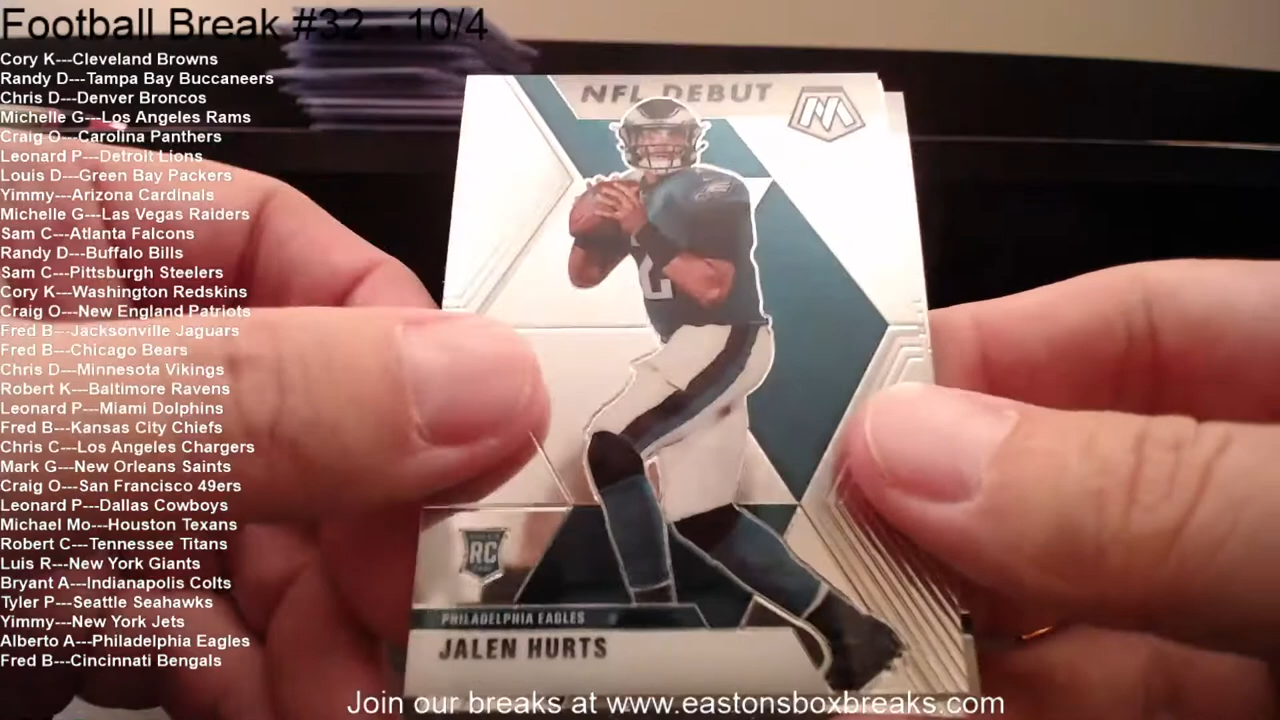 Football Break #32 - 10/4
Cory K---Cleveland Browns
Randy D---Tampa Bay Buccaneers
Chris D---Denver Broncos
Michelle G---Los Angeles Rams
Craig O---Carolina Panthers
Leonard P---Detroit Lions
Louis D---Green Bay Packers
Yimmy---Arizona Cardinals
Michelle G---Las Vegas Raiders
Sam C---Atlanta Falcons
Randy D---Buffalo Bills
Sam C---Pittsburgh Steelers
Cory K---Washington Redskins
Craig O---New England Patriots
Fred B---Jacksonville Jaguars
Fred B---Chicago Bears
Chris D---Minnesota Vikings
Robert K---Baltimore Ravens
Leonard P---Miami Dolphins
Fred B---Kansas City Chiefs
Chris C---Los Angeles Chargers
Mark G---New Orleans Saints
Craig O---San Francisco 49ers
Leonard P---Dallas Cowboys
Michael Mo---Houston Texans
Robert C---Tennessee Titans
Luis R---New York Giants
Bryant A---Indianapolis Colts
Tyler P---Seattle Seahawks
Yimmy---New York Jets
Alberto A---Philadelphia Eagles
Fred B---Cincinnati Bengals
NFL DEBUT
M
RC
PHILADELPHIA EAGLES
JALEN HURTS
Join our breaks at www.eastonsboxbreaks.com